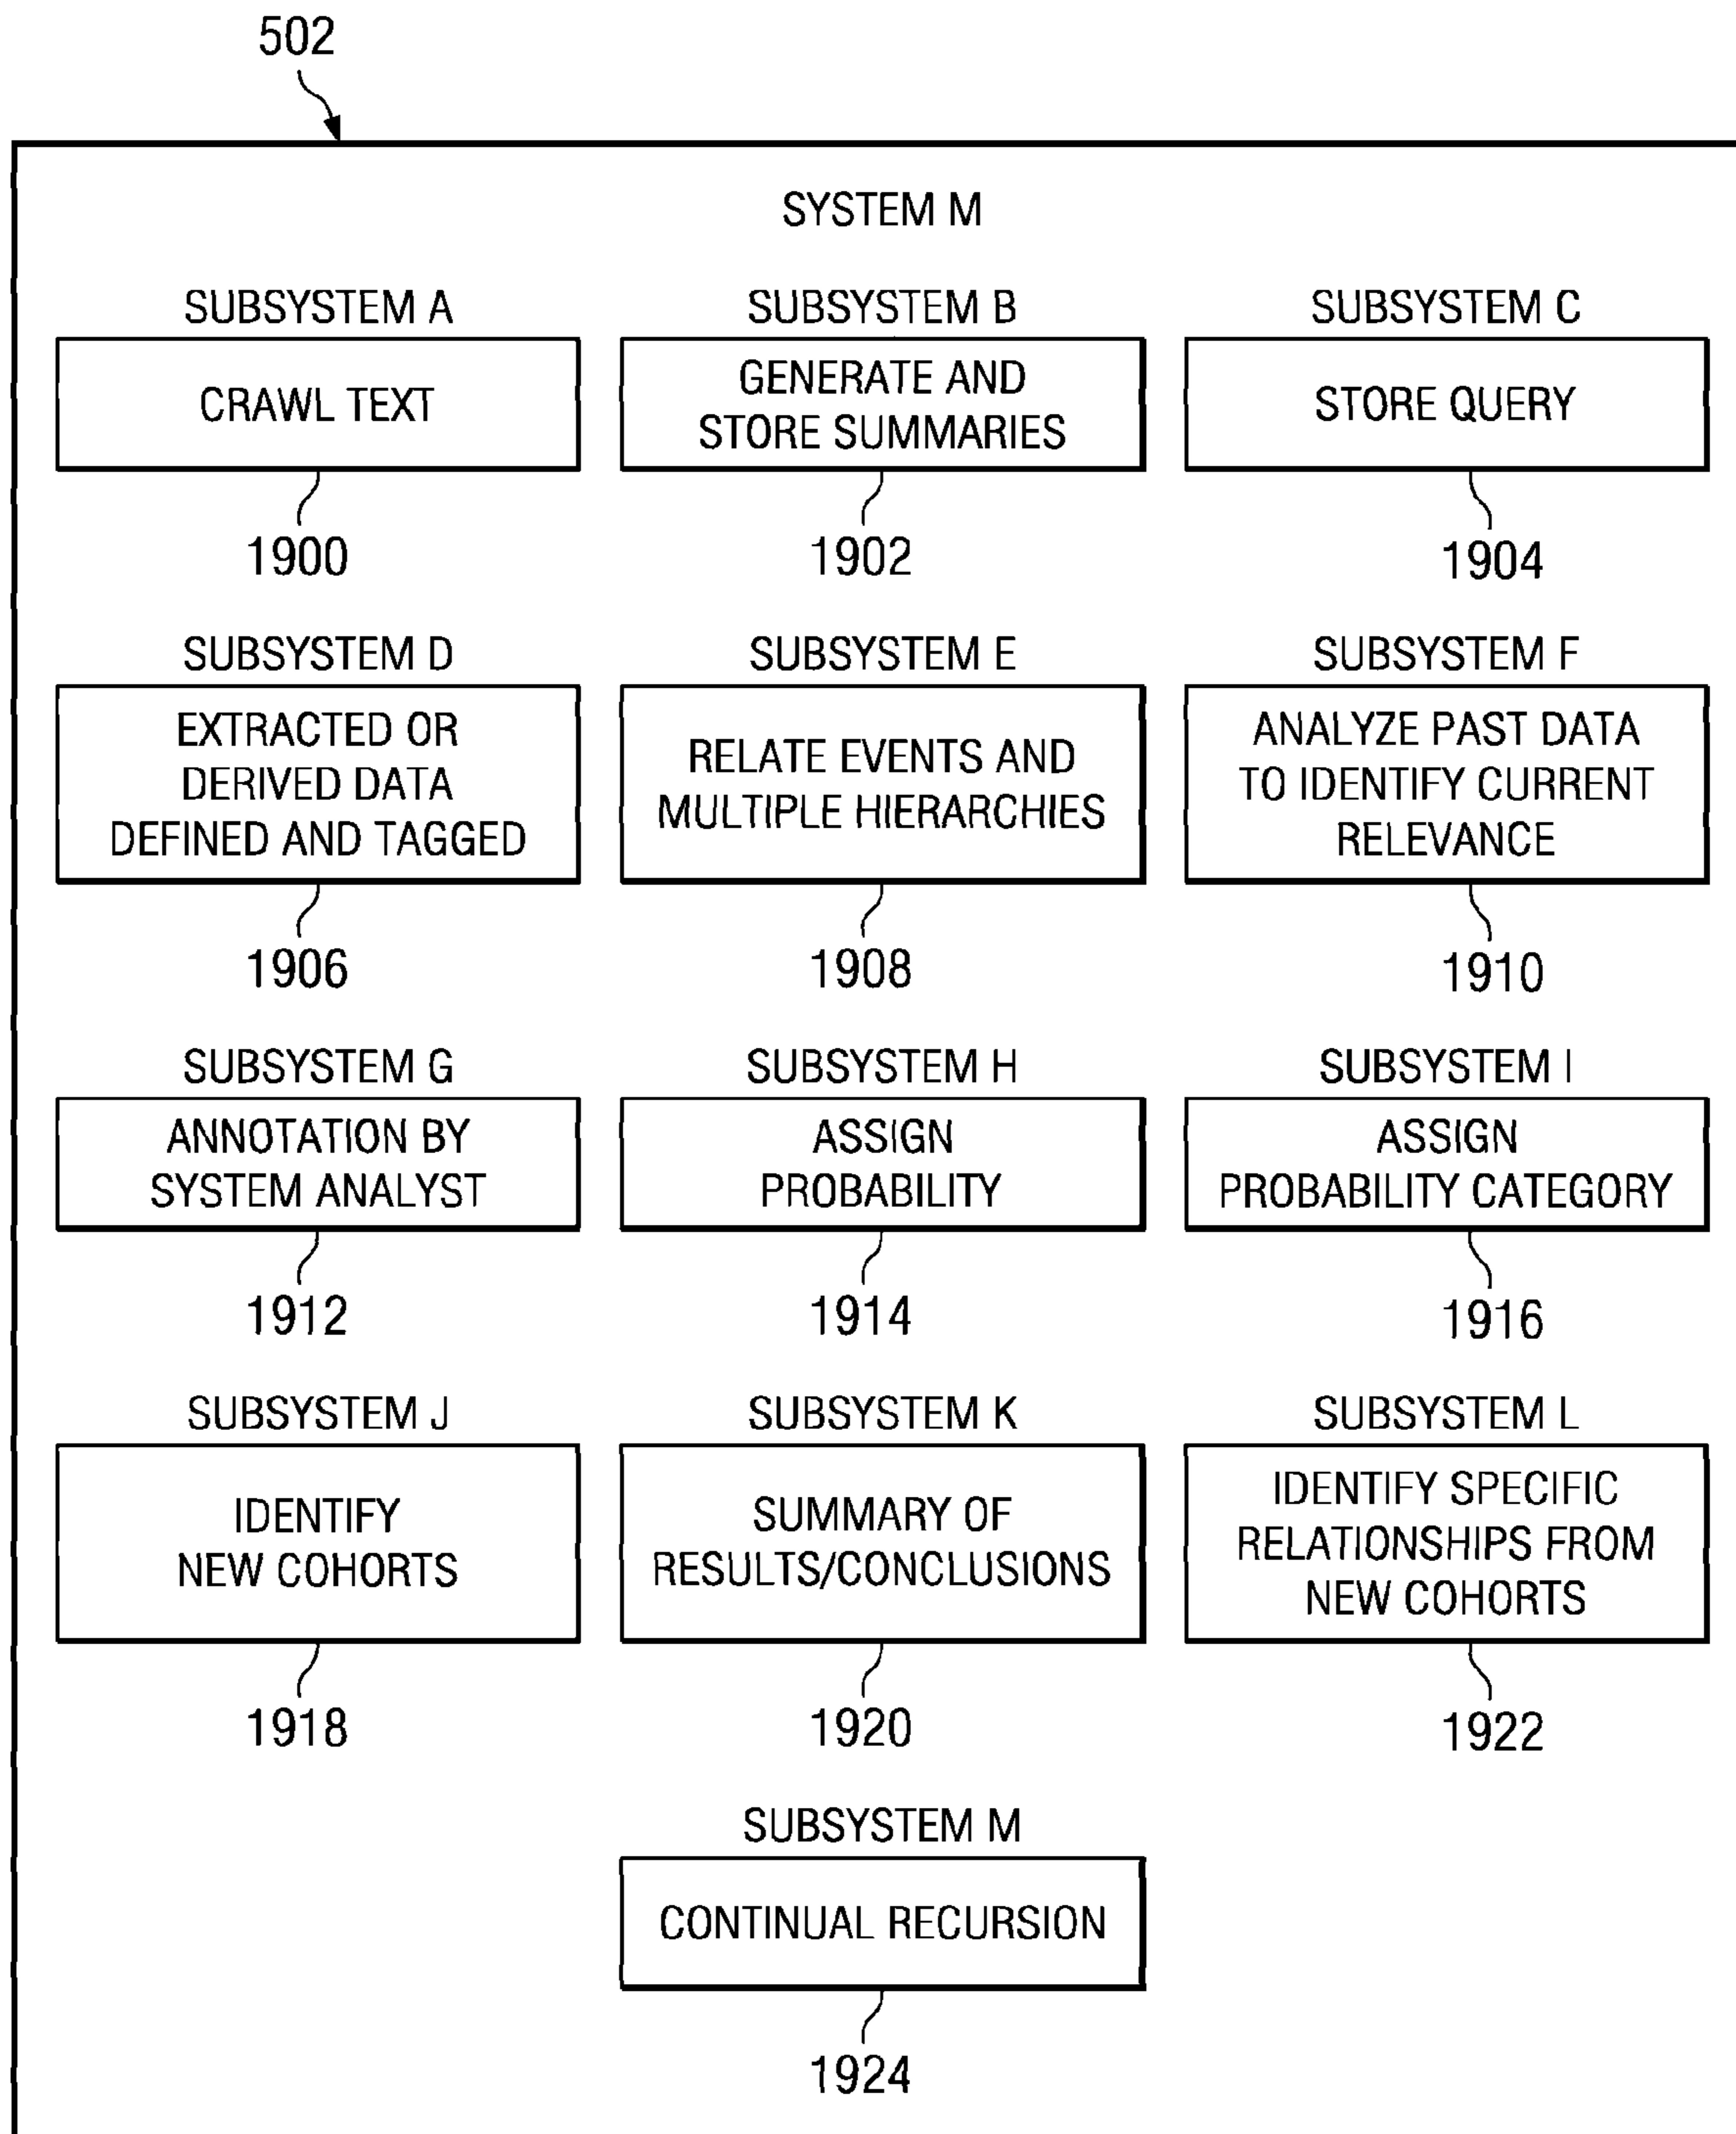 502
SYSTEM M
SUBSYSTEM A
CRAWL TEXT
1900
SUBSYSTEM B
GENERATE AND
STORE SUMMARIES
1902
SUBSYSTEM C
STORE QUERY
1904
SUBSYSTEM D
EXTRACTED OR
DERIVED DATA
DEFINED AND TAGGED
1906
SUBSYSTEM E
RELATE EVENTS AND
MULTIPLE HIERARCHIES
1908
SUBSYSTEM F
ANALYZE PAST DATA
TO IDENTIFY CURRENT
RELEVANCE
1910
SUBSYSTEM G
ANNOTATION BY
SYSTEM ANALYST
1912
SUBSYSTEM H
ASSIGN
PROBABILITY
1914
SUBSYSTEM I
ASSIGN
PROBABILITY CATEGORY
1916
SUBSYSTEM J
IDENTIFY
NEW COHORTS
1918
SUBSYSTEM K
SUMMARY OF
RESULTS/CONCLUSIONS
1920
SUBSYSTEM L
IDENTIFY SPECIFIC
RELATIONSHIPS FROM
NEW COHORTS
1922
SUBSYSTEM M
CONTINUAL RECURSION
1924